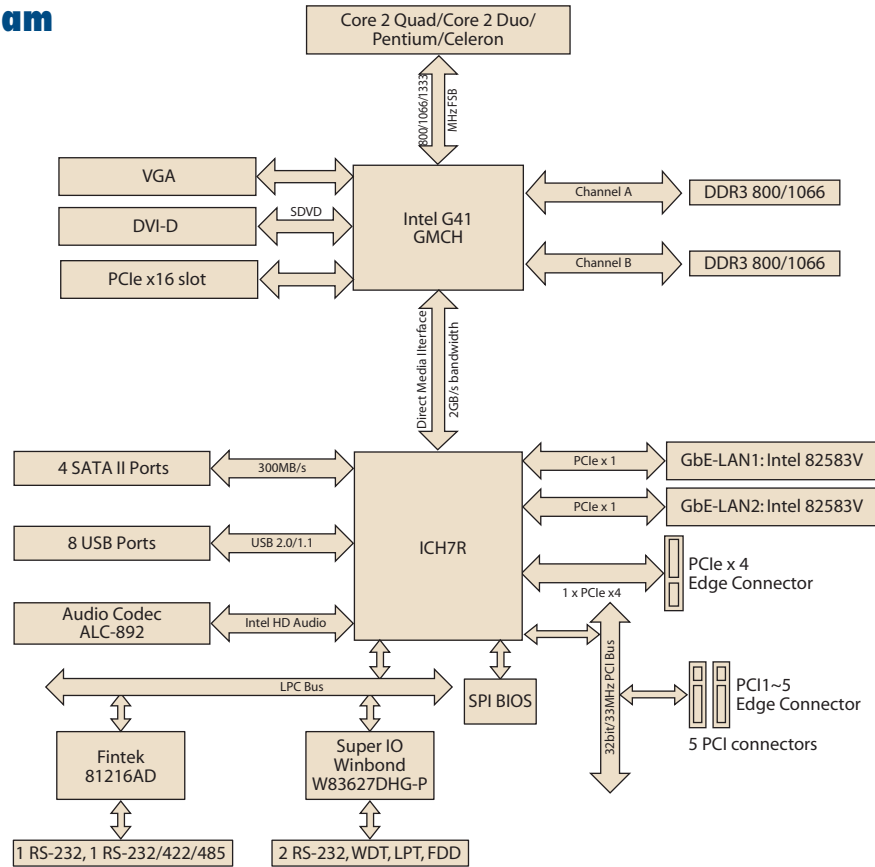 am
Core 2 Quad/Core 2 Duo/
Pentium/Celeron
800/1066/1333
MHz FSB
VGA
DVI-D
SDVD
PCIe x16 slot
Intel G41
GMCH
Channel A
DDR3 800/1066
Channel B
DDR3 800/1066
Direct Media IIterface
2GB/s bandwidth
4 SATA II Ports
300MB/s
8 USB Ports
USB 2.0/1.1
Audio Codec
ALC-892
Intel HD Audio
ICH7R
PCIe x 1
GbE-LAN1: Intel 82583V
PCIe x 1
GbE-LAN2: Intel 82583V
1 x PCIe x4
PCIe x 4
Edge Connector
32bit/33MHz PCI Bus
PCI1~5
Edge Connector
5 PCI connectors
LPC Bus
SPI BIOS
Fintek
81216AD
Super IO
Winbond
W83627DHG-P
1 RS-232, 1 RS-232/422/485
2 RS-232, WDT, LPT, FDD